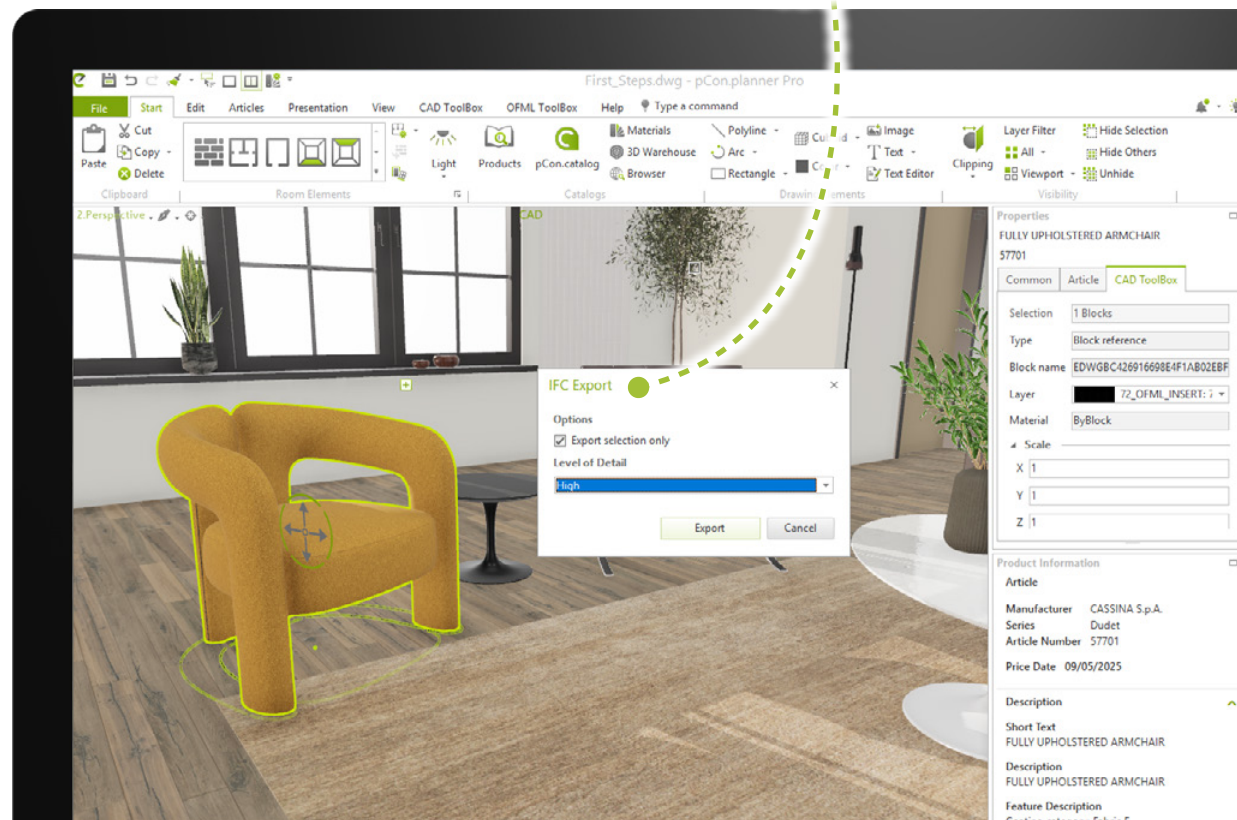 First_Steps.dwg - pCon.planner Pro
File Start Edit Articles Presentation View CAD ToolBox OFML ToolBox Help Type a command
Cut
Copy
Delete
Paste
Clipboard
Room Elements
Light
Products
pCon.catalog
Materials
3D Warehouse
Browser
Catalogs
Polyline
Arc
Rectangle
Image
Text
Text Editor
Clipping
Layer Filter
All
Viewport
Hide Selection
Hide Others
Unhide
Visibility
2.Perspective
CAD
IFC Export
Options
Export selection only
Level of Detail
High
Export Cancel
Properties
FULLY UPHOLSTERED ARMCHAIR
57701
Common Article CAD ToolBox
Selection 1 Blocks
Type Block reference
Block name EDWGBC426916698E4F1AB02EBF
Layer 72_OFML_INSERT: 7
Material ByBlock
Scale
X 1
Y 1
Z 1
Product Information
Article
Manufacturer CASSINA S.p.A.
Series Dudet
Article Number 57701
Price Date 09/05/2025
Description
Short Text
FULLY UPHOLSTERED ARMCHAIR
Description
FULLY UPHOLSTERED ARMCHAIR
Feature Description